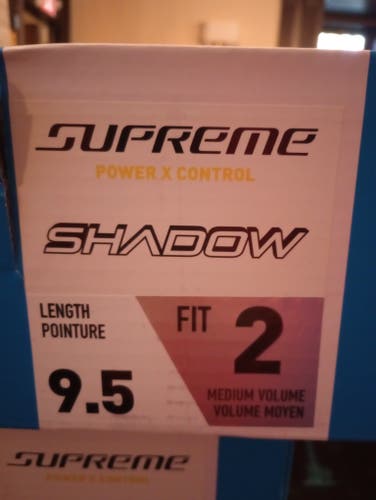 SUPREME
POWER X CONTROL
SHADOW
LENGTH
POINTURE
9.5
FIT 2
MEDIUM VOLUME
VOLUME MOYEN
SUPREME
POWER X CONTROL